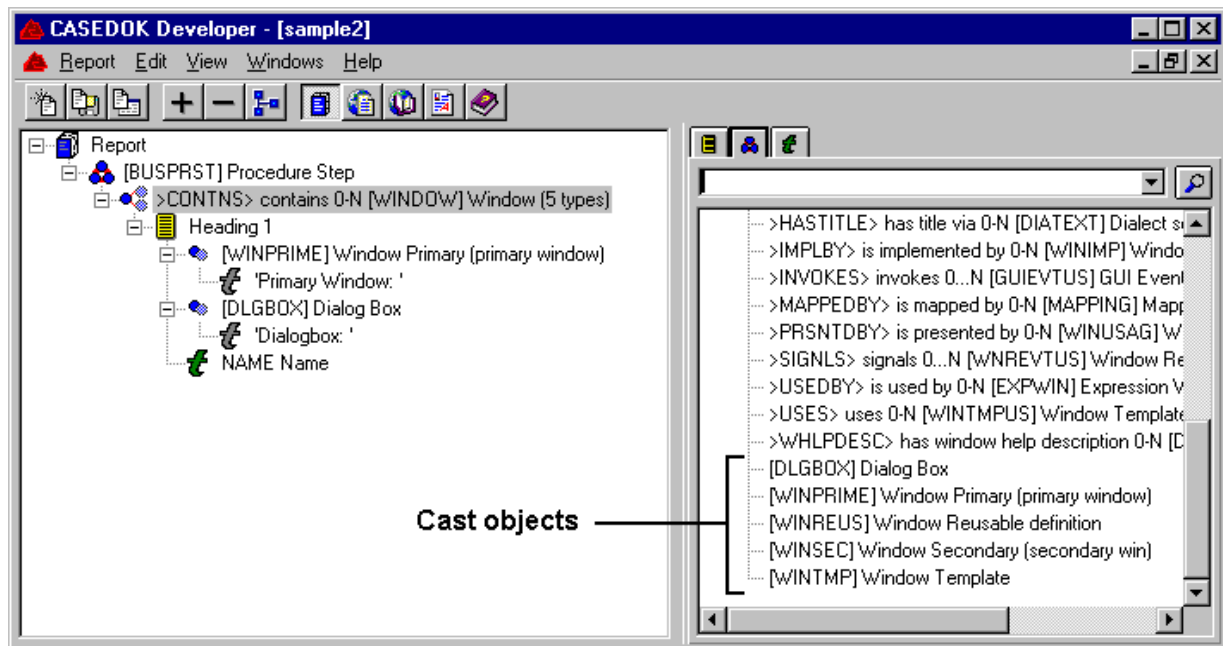 CASEDOK Developer - [sample2]
Report Edit View Windows Help
Report
[BUSPRST] Procedure Step
>CONTNS> contains 0-N [WINDOW] Window (5 types)
Heading 1
[WINPRIME] Window Primary (primary window)
'Primary Window: '
[DLGBOX] Dialog Box
'Dialogbox: '
NAME Name
>HASTITLE> has title via 0-N [DIATEXT] Dialect
>IMPLBY> is implemented by 0-N [WINIMP] Windo
>INVOKES> invokes 0...N [GUIEVTUS] GUI Event
>MAPPEDBY> is mapped by 0-N [MAPPING] Mapp
>PRSNTDBY> is presented by 0-N [WINUSAG] W
>SIGNLS> signals 0...N [WNREVTUS] Window Re
>USEDBY> is used by 0-N [EXPWIN] Expression
>USES> uses 0-N [WINTMPUS] Window Template
>WHLPDESC> has window help description 0-N [D
[DLGBOX] Dialog Box
[WINPRIME] Window Primary (primary window)
[WINREUS] Window Reusable definition
[WINSEC] Window Secondary (secondary win)
[WINTMP] Window Template
Cast objects